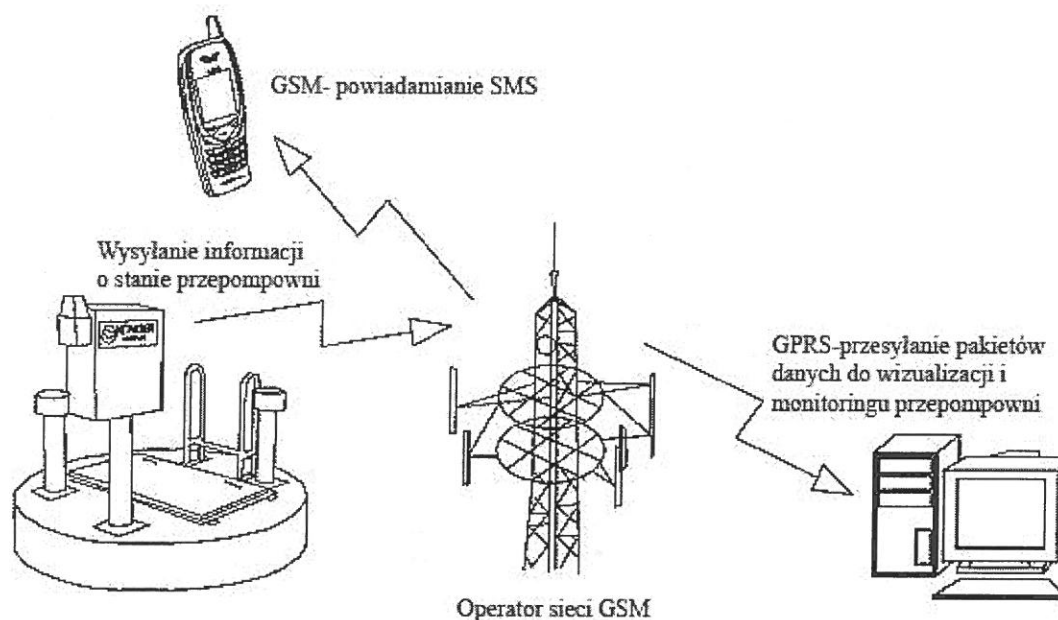 GSM- powiadamianie SMS
Wysyłanie informacji
o stanie przepompowni
GPRS-przesyłanie pakietów
danych do wizualizacji i
monitoringu przepompowni
Operator sieci GSM